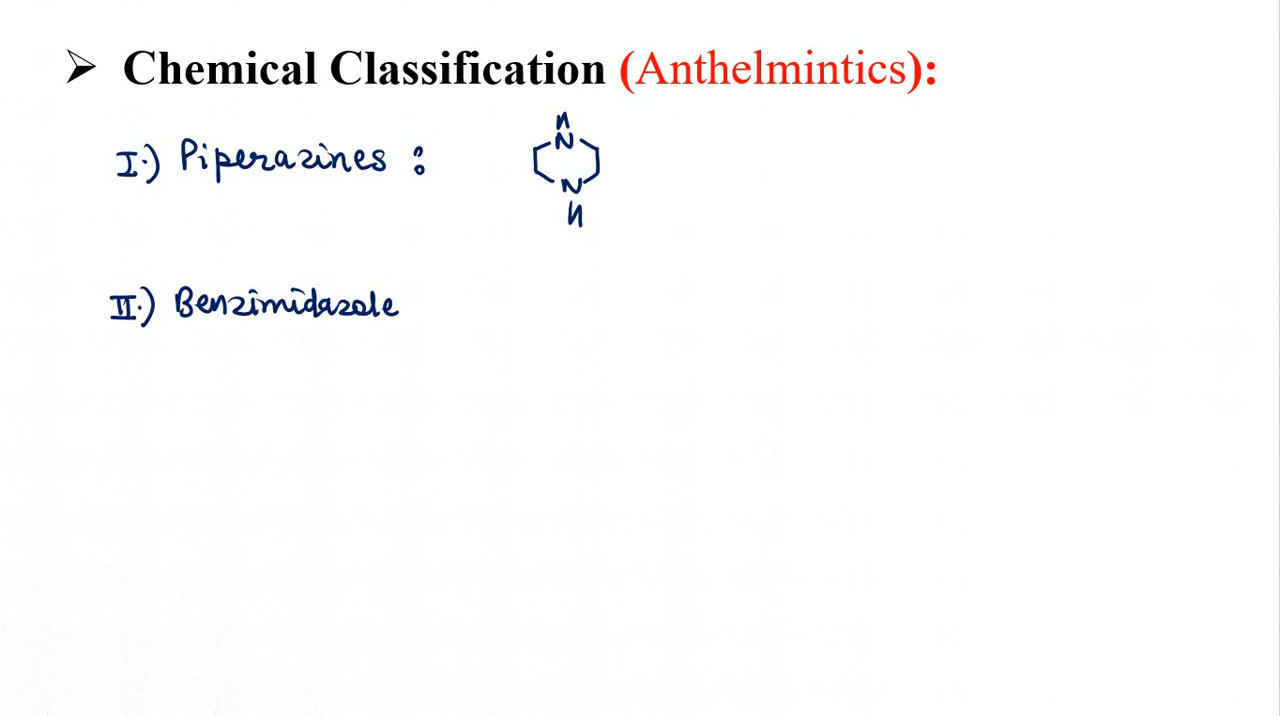 ➢ Chemical Classification (Anthelmintics):
H
N
I.) Piperazines :
N
H
II.) Benzimidazole